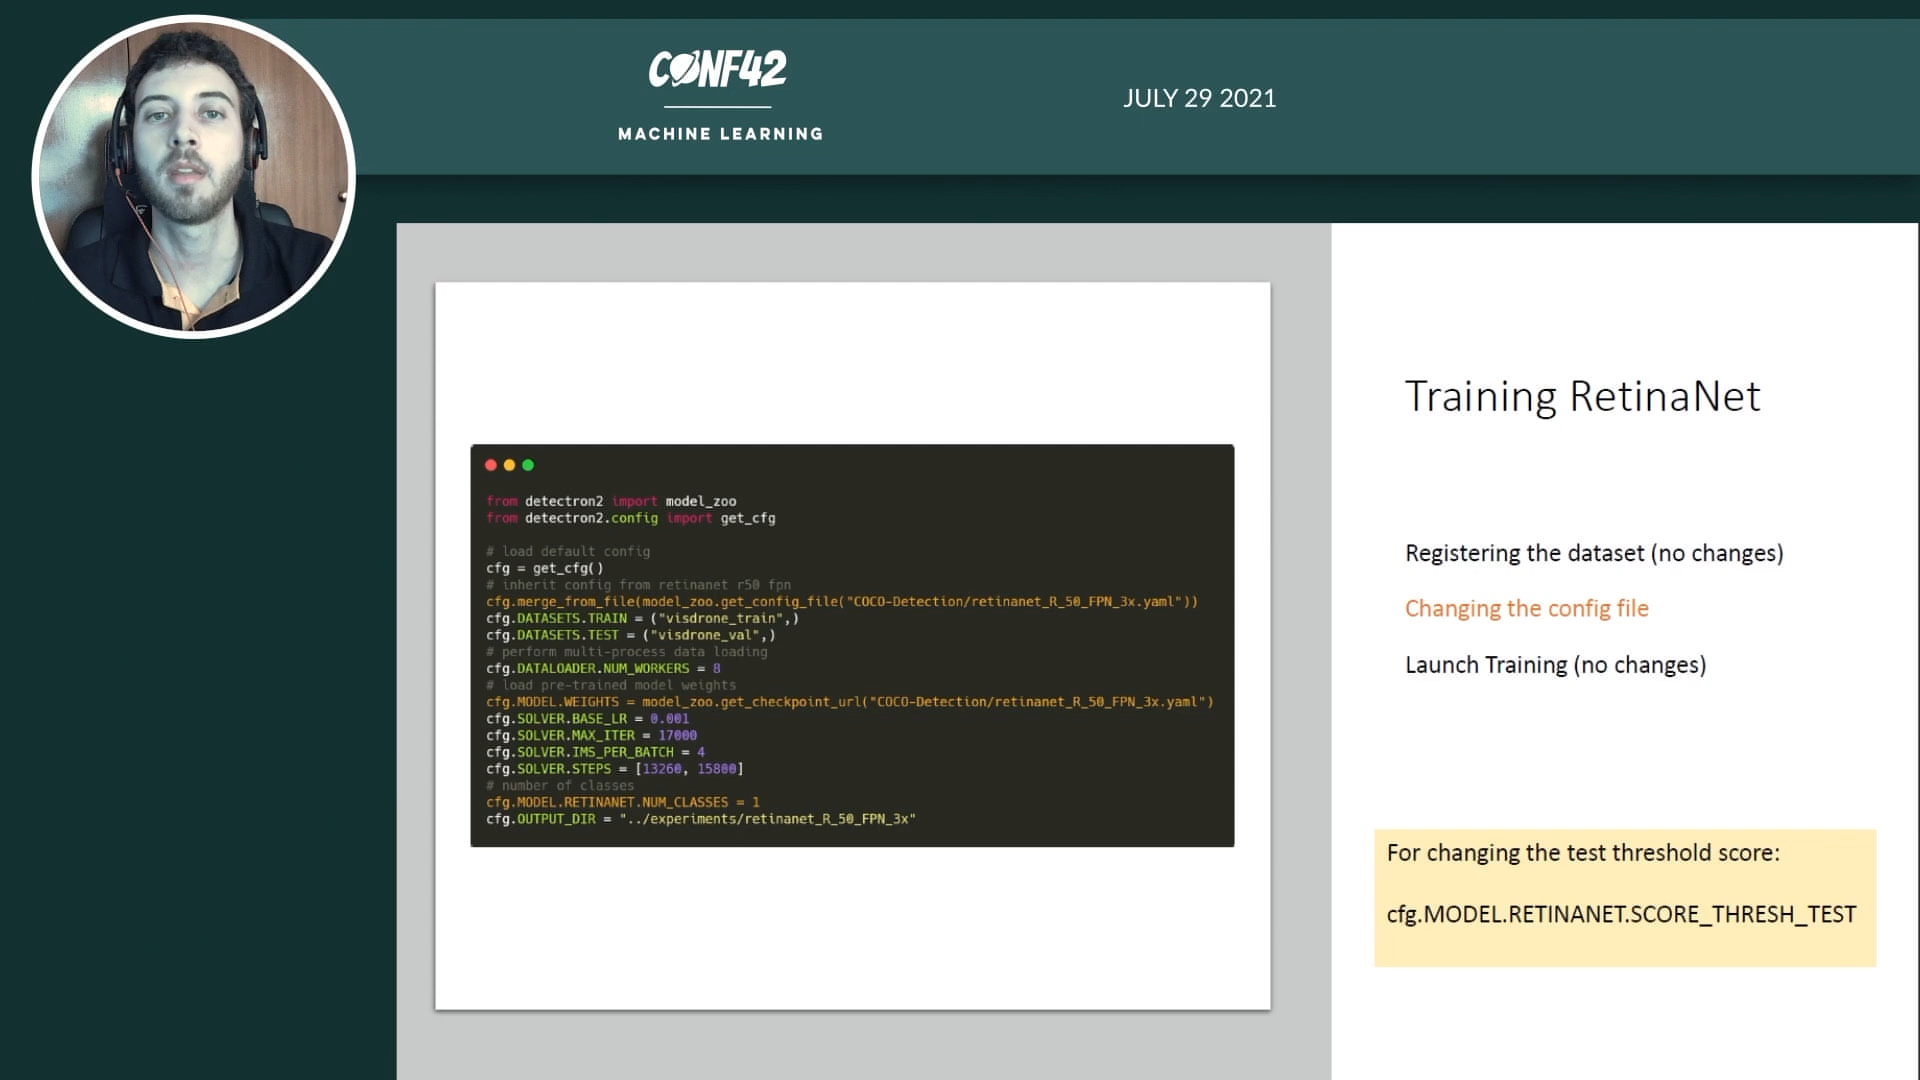 CONF42
MACHINE LEARNING
JULY 29 2021
from detectron2 import model_zoo
from detectron2.config import get_cfg
# load default config
cfg = get_cfg()
# inherit config from retinanet r50 fpn
cfg.merge_from_file(model_zoo.get_config_file("COCO-Detection/retinanet_R_50_FPN_3x.yaml"))
cfg.DATASETS.TRAIN = ("visdrone_train",)
cfg.DATASETS.TEST = ("visdrone_val",)
# perform multi-process data loading
cfg.DATALOADER.NUM_WORKERS = 8
# load pre-trained model weights
cfg.MODEL.WEIGHTS = model_zoo.get_checkpoint_url("COCO-Detection/retinanet_R_50_FPN_3x.yaml")
cfg.SOLVER.BASE_LR = 0.001
cfg.SOLVER.MAX_ITER = 17000
cfg.SOLVER.IMS_PER_BATCH = 4
cfg.SOLVER.STEPS = [13260, 15800]
# number of classes
cfg.MODEL.RETINANET.NUM_CLASSES = 1
cfg.OUTPUT_DIR = "../experiments/retinanet_R_50_FPN_3x"
Training RetinaNet
Registering the dataset (no changes)
Changing the config file
Launch Training (no changes)
For changing the test threshold score:
cfg.MODEL.RETINANET.SCORE_THRESH_TEST